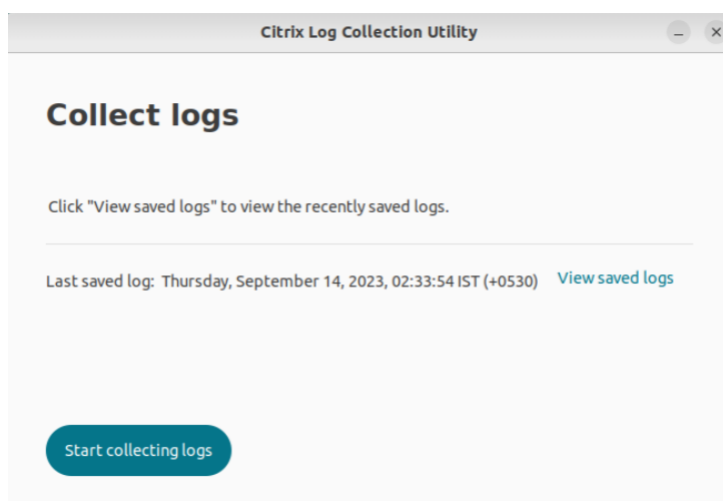 Citrix Log Collection Utility
Collect logs
Click "View saved logs" to view the recently saved logs.
Last saved log: Thursday, September 14, 2023, 02:33:54 IST (+0530) View saved logs
Start collecting logs